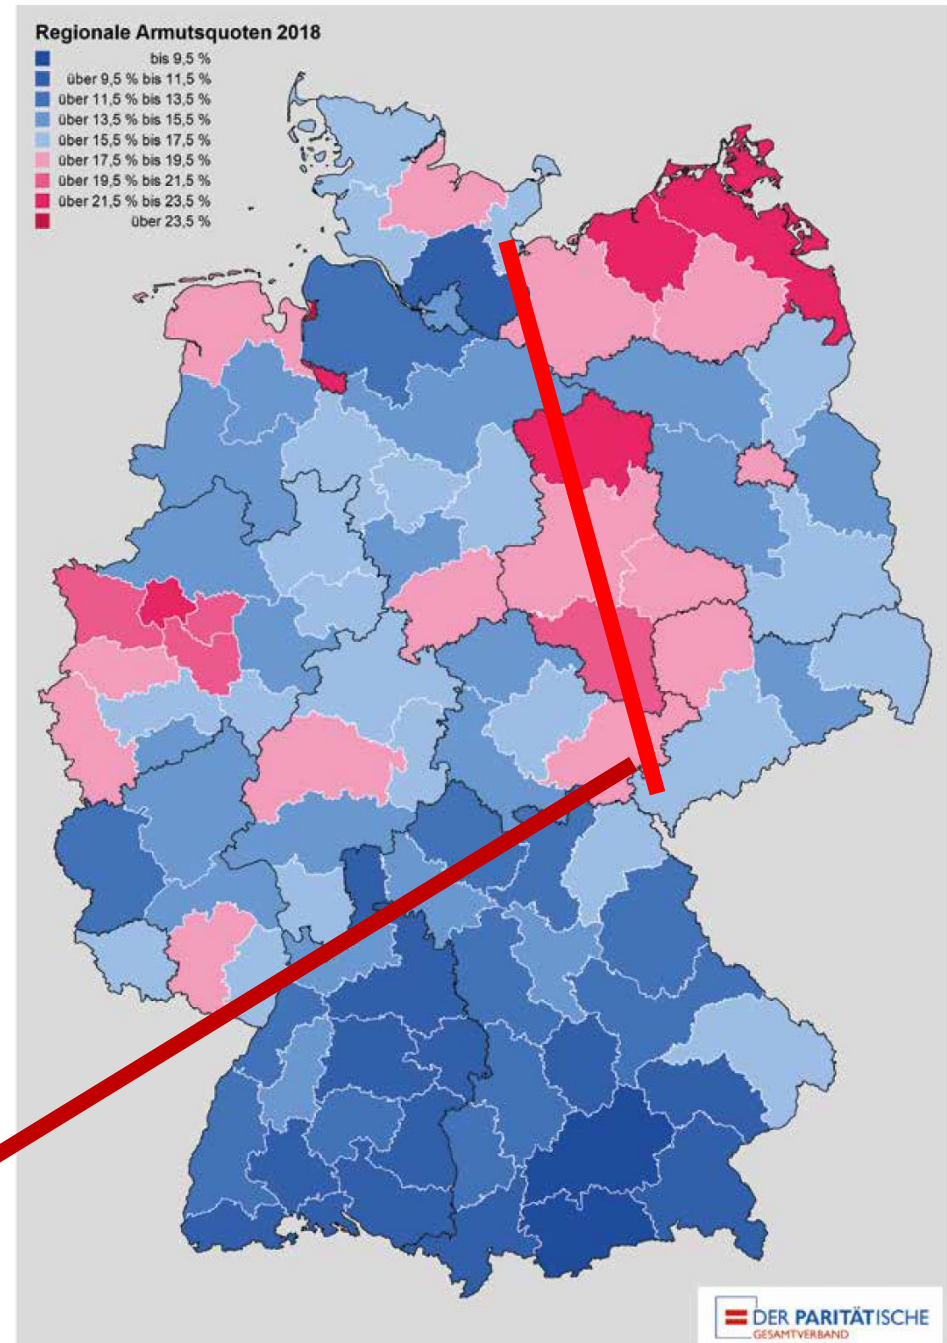 Regionale Armutsquoten 2018
bis 9,5 %
über 9,5 % bis 11,5 %
über 11,5 % bis 13,5 %
über 13,5 % bis 15,5 %
über 15,5 % bis 17,5 %
über 17,5 % bis 19,5 %
über 19,5 % bis 21,5 %
über 21,5 % bis 23,5 %
über 23,5 %
DER PARITÄTISCHE
GESAMTVERBAND